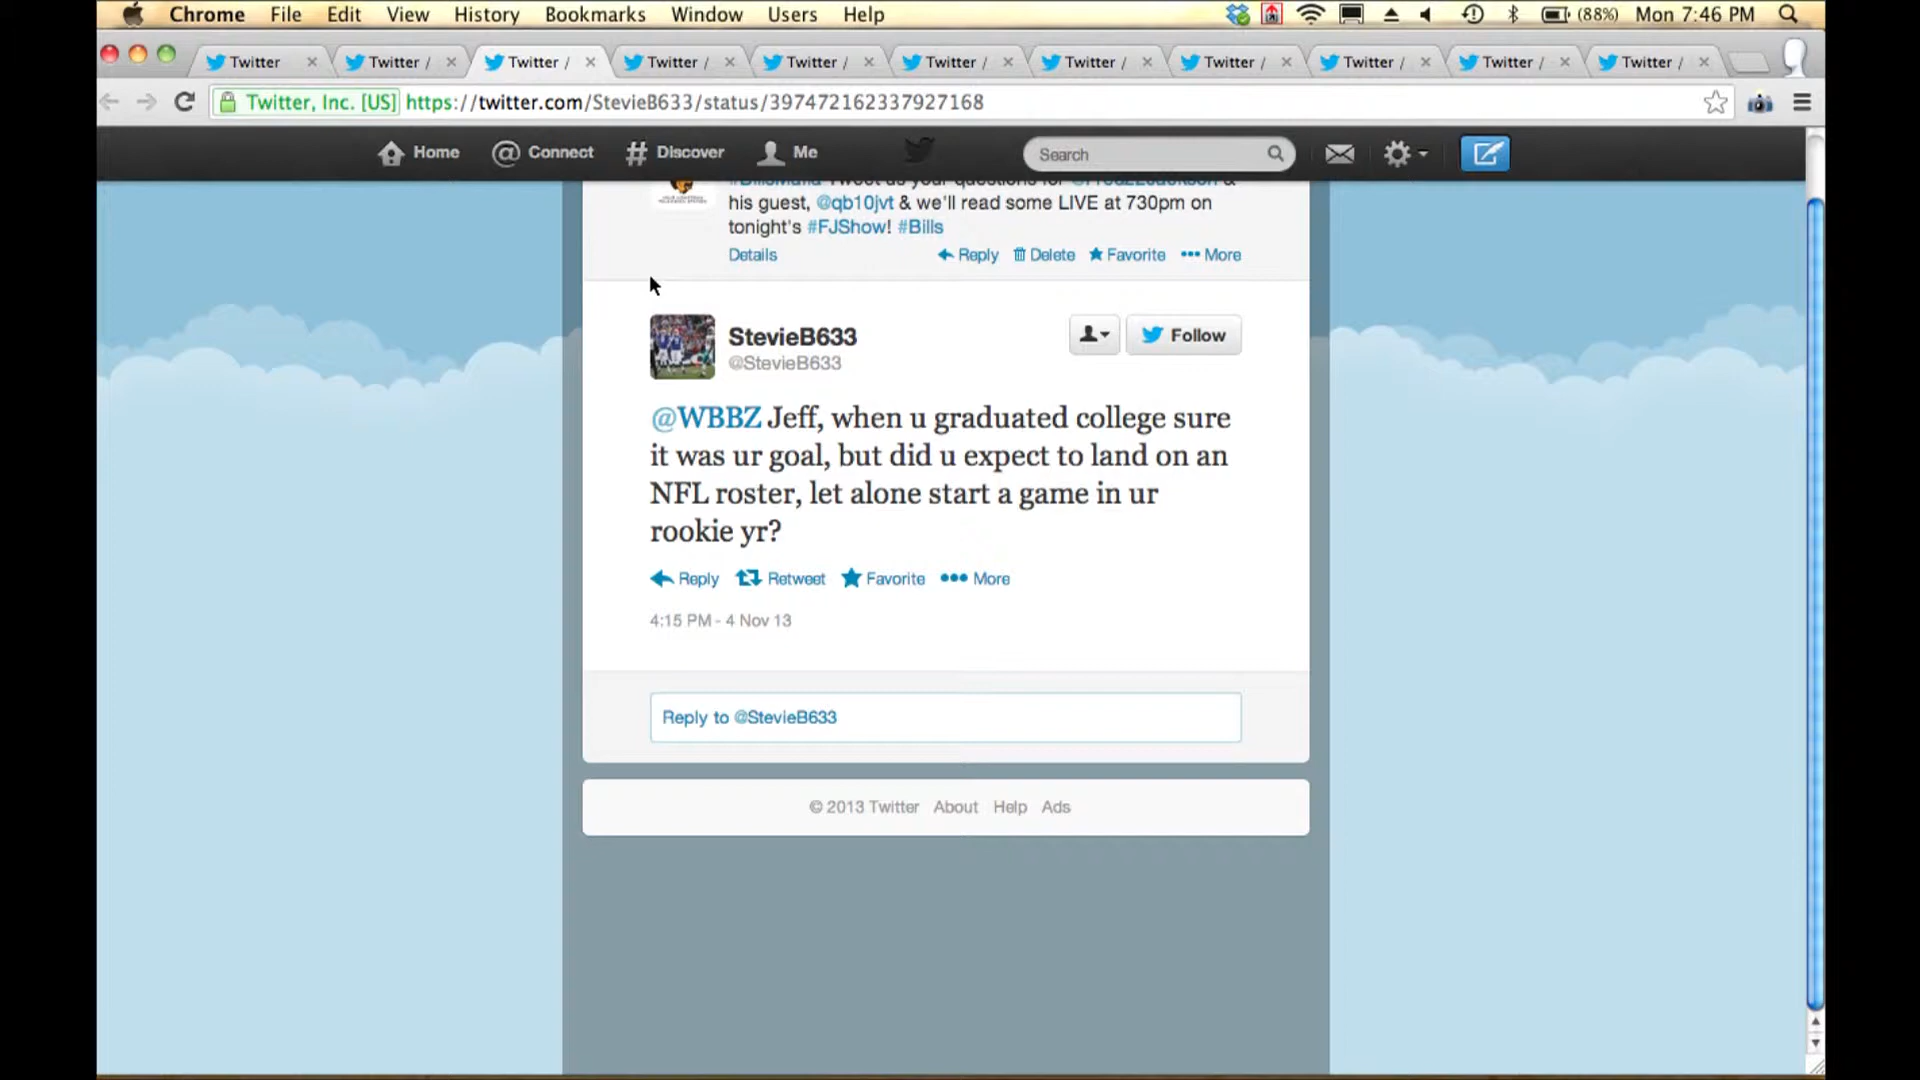 Chrome File Edit View History Bookmarks Window Users Help (88%) Mon 7:46 PM
Twitter Twitter / Twitter / Twitter / Twitter / Twitter / Twitter / Twitter / Twitter / Twitter / Twitter /
Twitter, Inc. [US] https://twitter.com/StevieB633/status/397472162337927168
Home @ Connect # Discover Me Search
his guest, @qb10jvt & we'll read some LIVE at 730pm on
tonight's #FJShow! #Bills
Details Reply Delete Favorite More
StevieB633
@StevieB633
Follow
@WBBZ Jeff, when u graduated college sure
it was ur goal, but did u expect to land on an
NFL roster, let alone start a game in ur
rookie yr?
Reply Retweet Favorite More
4:15 PM - 4 Nov 13
Reply to @StevieB633
© 2013 Twitter About Help Ads